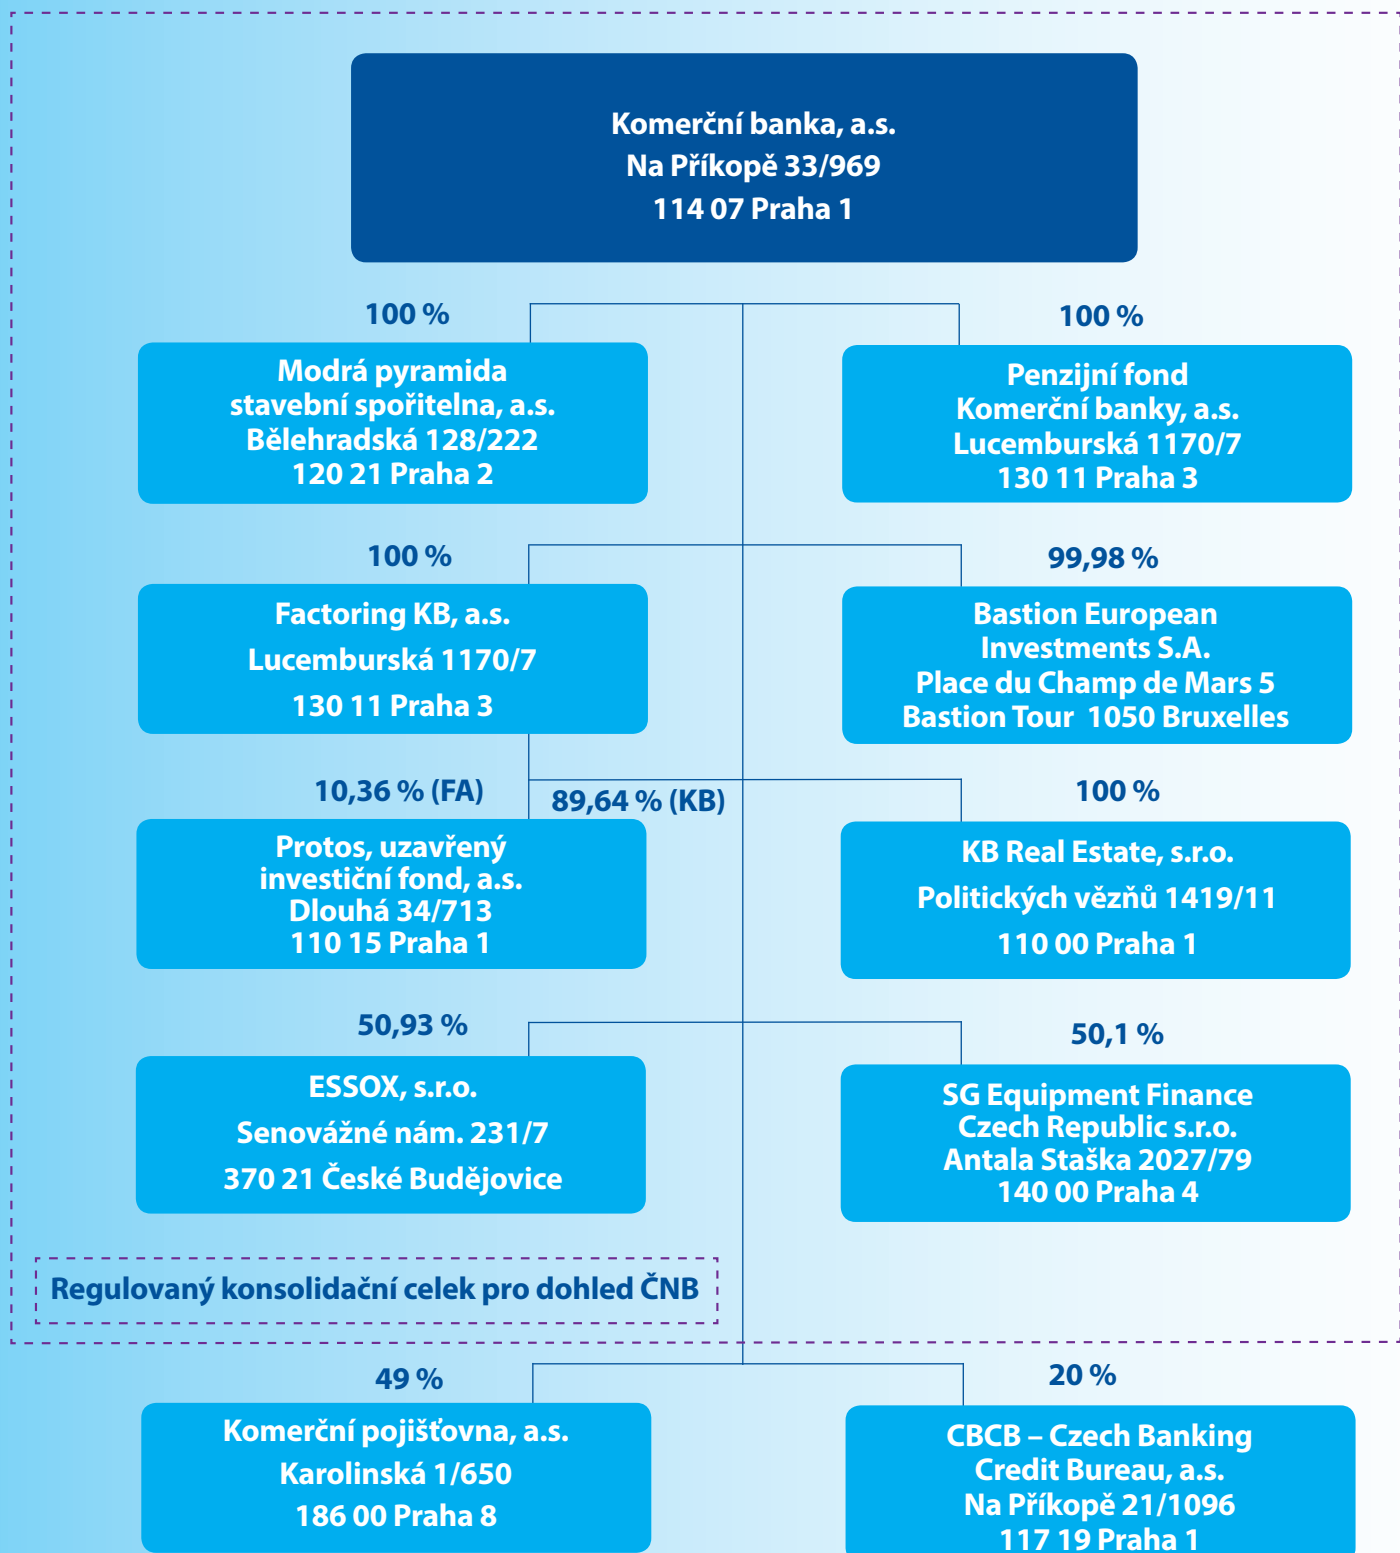 Komerční banka, a.s.
Na Příkopě 33/969
114 07 Praha 1
100 %
Modrá pyramida
stavební spořitelna, a.s.
Bělehradská 128/222
120 21 Praha 2
100 %
Penzijní fond
Komerční banky, a.s.
Lucemburská 1170/7
130 11 Praha 3
100 %
Factoring KB, a.s.
Lucemburská 1170/7
130 11 Praha 3
99,98 %
Bastion European
Investments S.A.
Place du Champ de Mars 5
Bastion Tour 1050 Bruxelles
10,36 % (FA)
89,64 % (KB)
Protos, uzavřený
investiční fond, a.s.
Dlouhá 34/713
110 15 Praha 1
100 %
KB Real Estate, s.r.o.
Politických vězňů 1419/11
110 00 Praha 1
50,93 %
ESSOX, s.r.o.
Senovážné nám. 231/7
370 21 České Budějovice
50,1 %
SG Equipment Finance
Czech Republic s.r.o.
Antala Staška 2027/79
140 00 Praha 4
Regulovaný konsolidační celek pro dohled ČNB
49 %
Komerční pojišťovna, a.s.
Karolinská 1/650
186 00 Praha 8
20 %
CBCB – Czech Banking
Credit Bureau, a.s.
Na Příkopě 21/1096
117 19 Praha 1